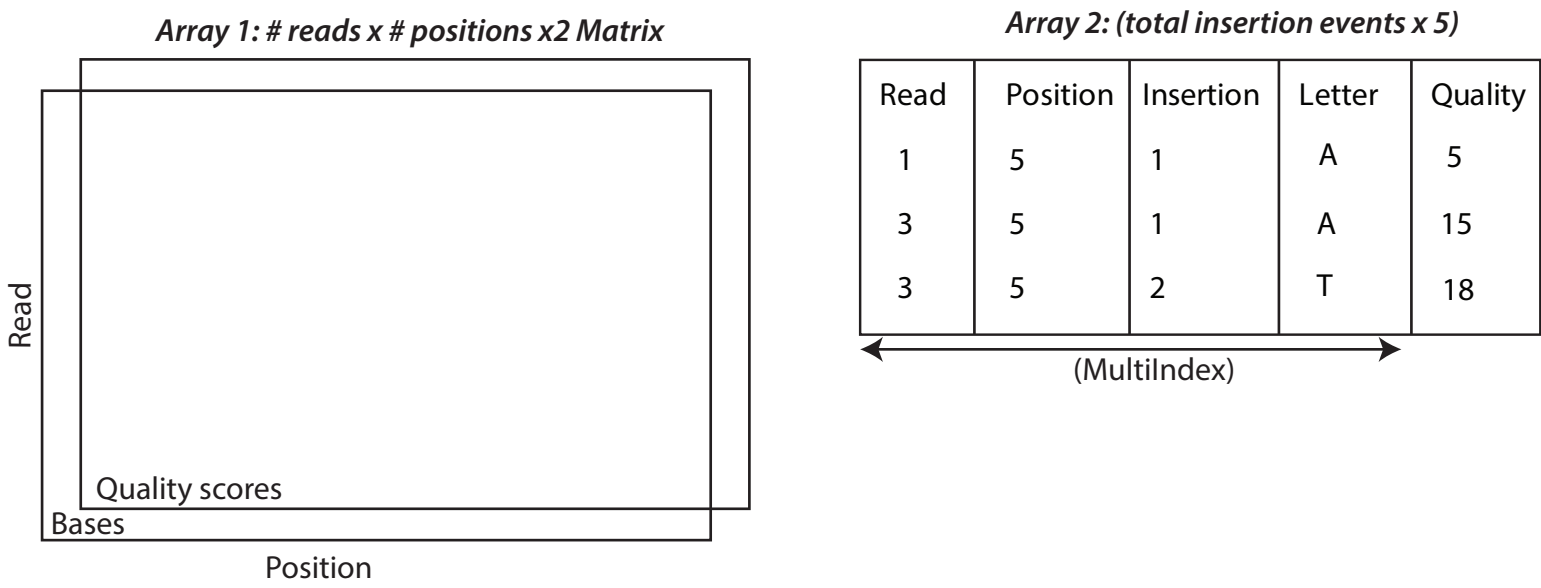 Array 1: # reads x # positions x2 Matrix
Read
Quality scores
Bases
Position
Array 2: (total insertion events x 5)
Read Position Insertion Letter Quality
1 5 1 A 5
3 5 1 A 15
3 5 2 T 18
(MultiIndex)